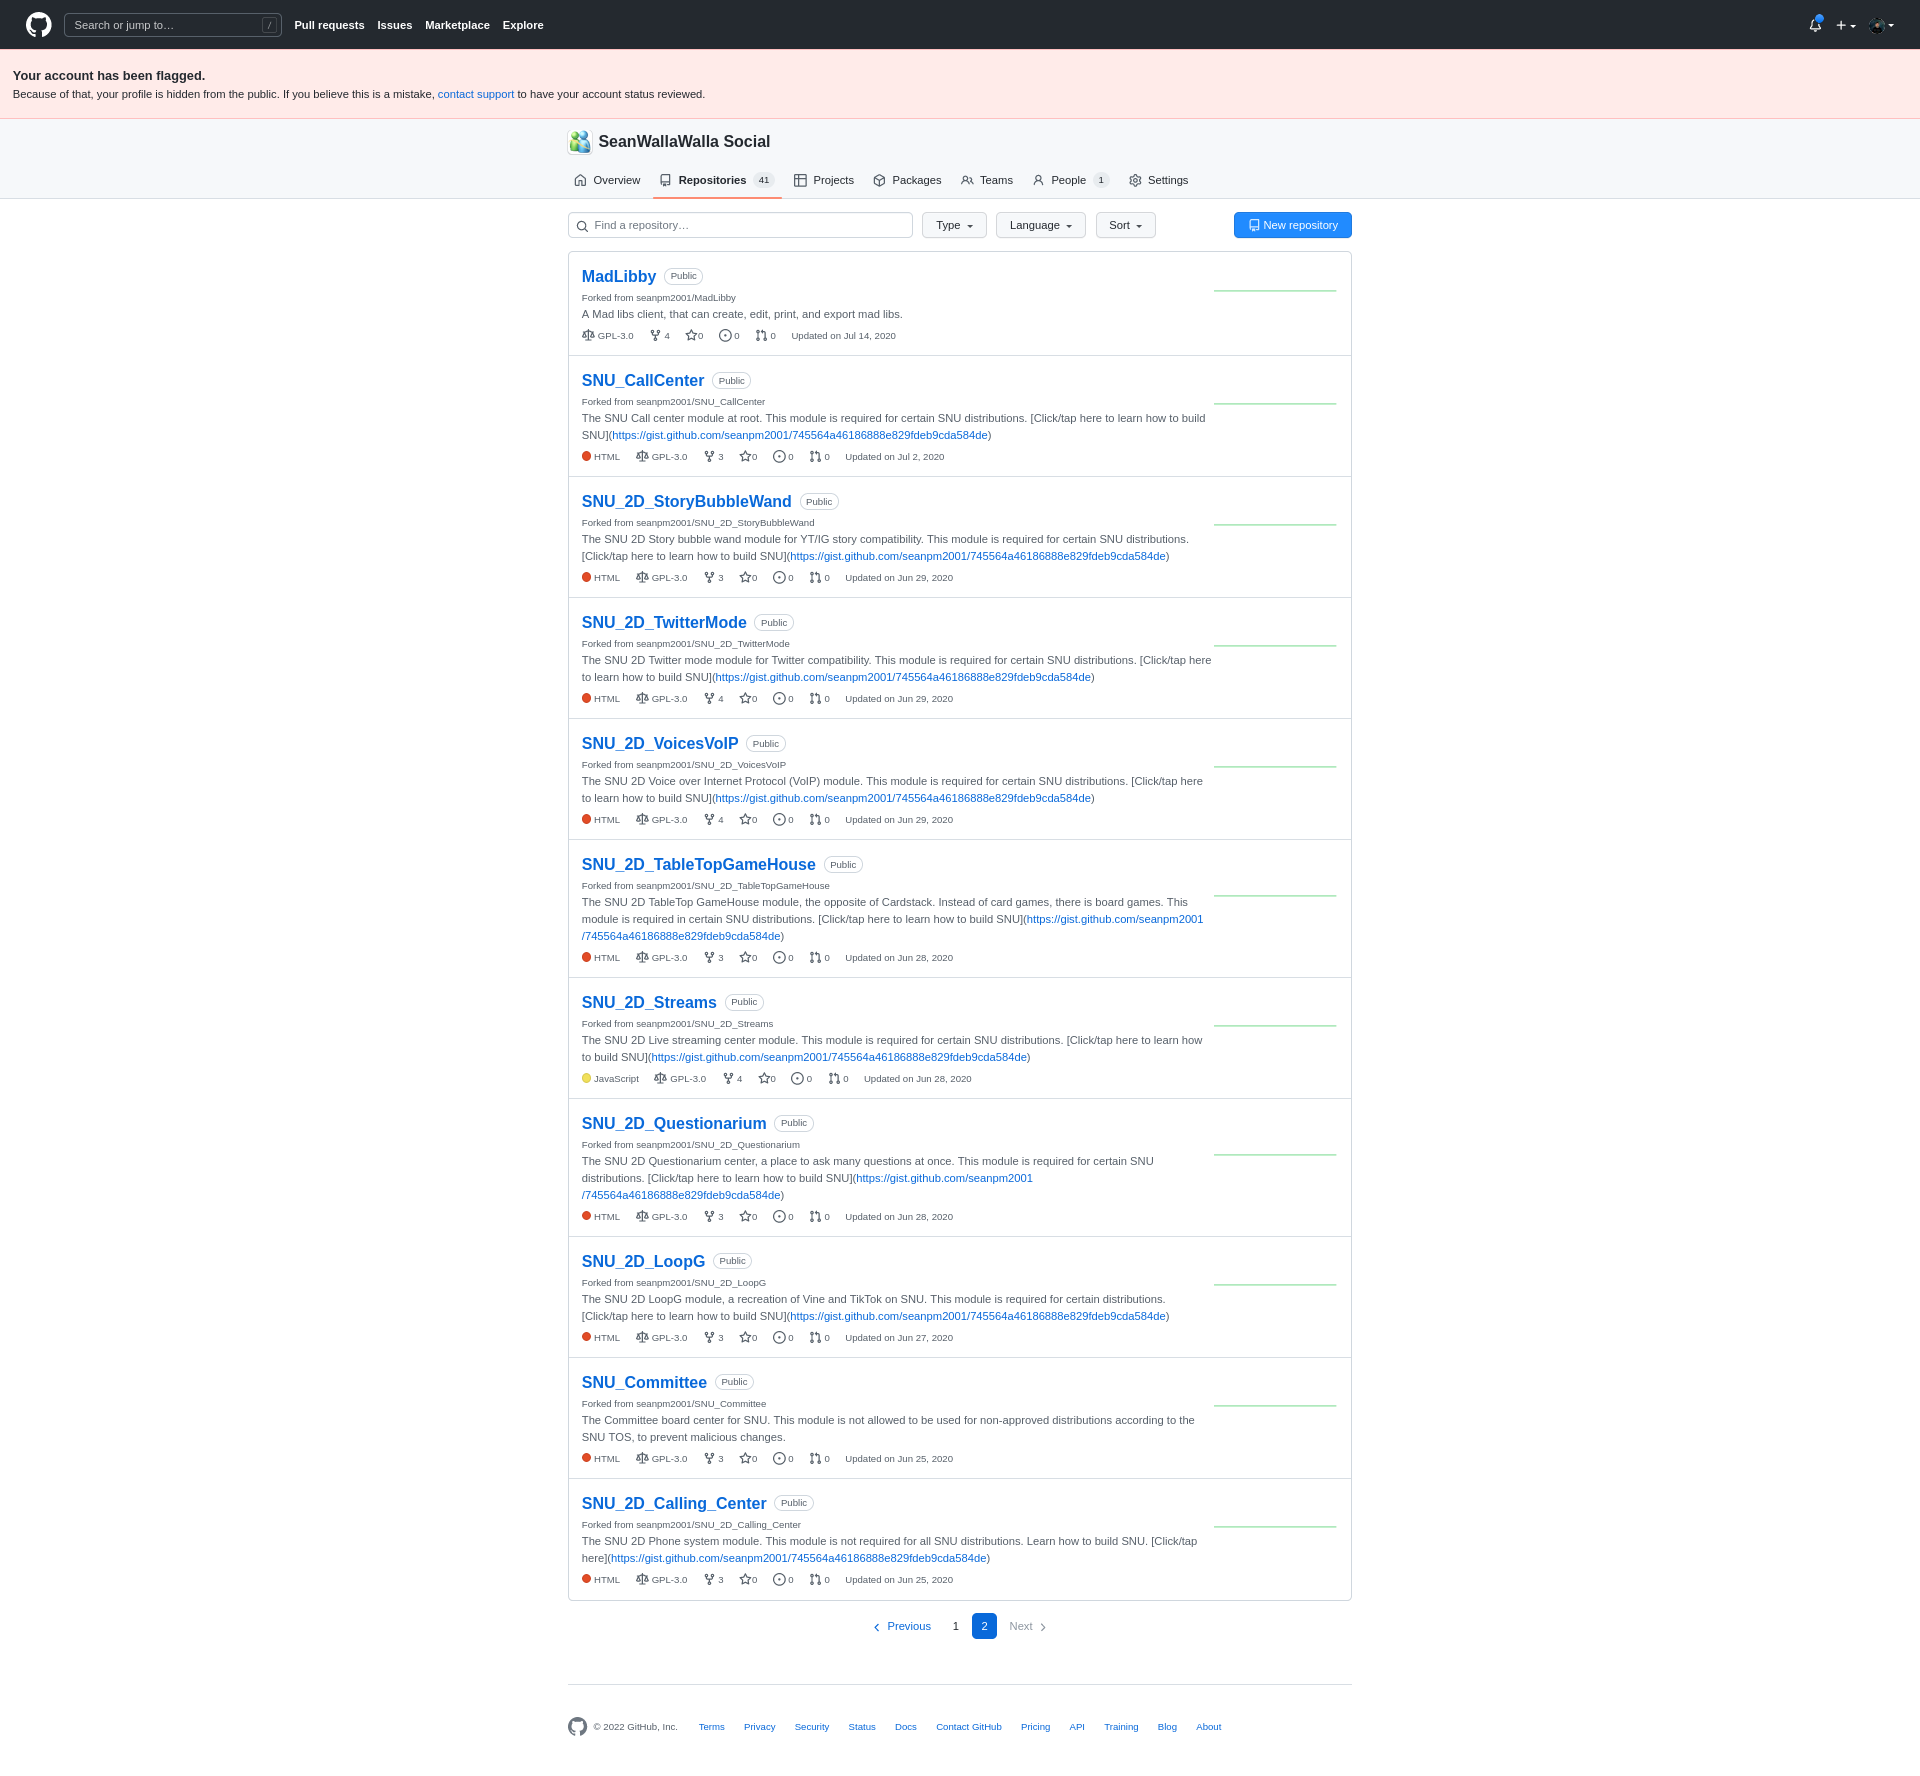 Search or jump to… / Pull requests Issues Marketplace Explore
Your account has been flagged.
Because of that, your profile is hidden from the public. If you believe this is a mistake, contact support to have your account status reviewed.
SeanWallaWalla Social
Overview Repositories 41 Projects Packages Teams People 1 Settings
Find a repository… Type Language Sort New repository
MadLibby Public
Forked from seanpm2001/MadLibby
A Mad libs client, that can create, edit, print, and export mad libs.
GPL-3.0 4 0 0 0 Updated on Jul 14, 2020
SNU_CallCenter Public
Forked from seanpm2001/SNU_CallCenter
The SNU Call center module at root. This module is required for certain SNU distributions. [Click/tap here to learn how to build
SNU](https://gist.github.com/seanpm2001/745564a46186888e829fdeb9cda584de)
HTML GPL-3.0 3 0 0 0 Updated on Jul 2, 2020
SNU_2D_StoryBubbleWand Public
Forked from seanpm2001/SNU_2D_StoryBubbleWand
The SNU 2D Story bubble wand module for YT/IG story compatibility. This module is required for certain SNU distributions.
[Click/tap here to learn how to build SNU](https://gist.github.com/seanpm2001/745564a46186888e829fdeb9cda584de)
HTML GPL-3.0 3 0 0 0 Updated on Jun 29, 2020
SNU_2D_TwitterMode Public
Forked from seanpm2001/SNU_2D_TwitterMode
The SNU 2D Twitter mode module for Twitter compatibility. This module is required for certain SNU distributions. [Click/tap here
to learn how to build SNU](https://gist.github.com/seanpm2001/745564a46186888e829fdeb9cda584de)
HTML GPL-3.0 4 0 0 0 Updated on Jun 29, 2020
SNU_2D_VoicesVoIP Public
Forked from seanpm2001/SNU_2D_VoicesVoIP
The SNU 2D Voice over Internet Protocol (VoIP) module. This module is required for certain SNU distributions. [Click/tap here
to learn how to build SNU](https://gist.github.com/seanpm2001/745564a46186888e829fdeb9cda584de)
HTML GPL-3.0 4 0 0 0 Updated on Jun 29, 2020
SNU_2D_TableTopGameHouse Public
Forked from seanpm2001/SNU_2D_TableTopGameHouse
The SNU 2D TableTop GameHouse module, the opposite of Cardstack. Instead of card games, there is board games. This
module is required in certain SNU distributions. [Click/tap here to learn how to build SNU](https://gist.github.com/seanpm2001
/745564a46186888e829fdeb9cda584de)
HTML GPL-3.0 3 0 0 0 Updated on Jun 28, 2020
SNU_2D_Streams Public
Forked from seanpm2001/SNU_2D_Streams
The SNU 2D Live streaming center module. This module is required for certain SNU distributions. [Click/tap here to learn how
to build SNU](https://gist.github.com/seanpm2001/745564a46186888e829fdeb9cda584de)
JavaScript GPL-3.0 4 0 0 0 Updated on Jun 28, 2020
SNU_2D_Questionarium Public
Forked from seanpm2001/SNU_2D_Questionarium
The SNU 2D Questionarium center, a place to ask many questions at once. This module is required for certain SNU
distributions. [Click/tap here to learn how to build SNU](https://gist.github.com/seanpm2001
/745564a46186888e829fdeb9cda584de)
HTML GPL-3.0 3 0 0 0 Updated on Jun 28, 2020
SNU_2D_LoopG Public
Forked from seanpm2001/SNU_2D_LoopG
The SNU 2D LoopG module, a recreation of Vine and TikTok on SNU. This module is required for certain distributions.
[Click/tap here to learn how to build SNU](https://gist.github.com/seanpm2001/745564a46186888e829fdeb9cda584de)
HTML GPL-3.0 3 0 0 0 Updated on Jun 27, 2020
SNU_Committee Public
Forked from seanpm2001/SNU_Committee
The Committee board center for SNU. This module is not allowed to be used for non-approved distributions according to the
SNU TOS, to prevent malicious changes.
HTML GPL-3.0 3 0 0 0 Updated on Jun 25, 2020
SNU_2D_Calling_Center Public
Forked from seanpm2001/SNU_2D_Calling_Center
The SNU 2D Phone system module. This module is not required for all SNU distributions. Learn how to build SNU. [Click/tap
here](https://gist.github.com/seanpm2001/745564a46186888e829fdeb9cda584de)
HTML GPL-3.0 3 0 0 0 Updated on Jun 25, 2020
Previous 1 2 Next
© 2022 GitHub, Inc. Terms Privacy Security Status Docs Contact GitHub Pricing API Training Blog About